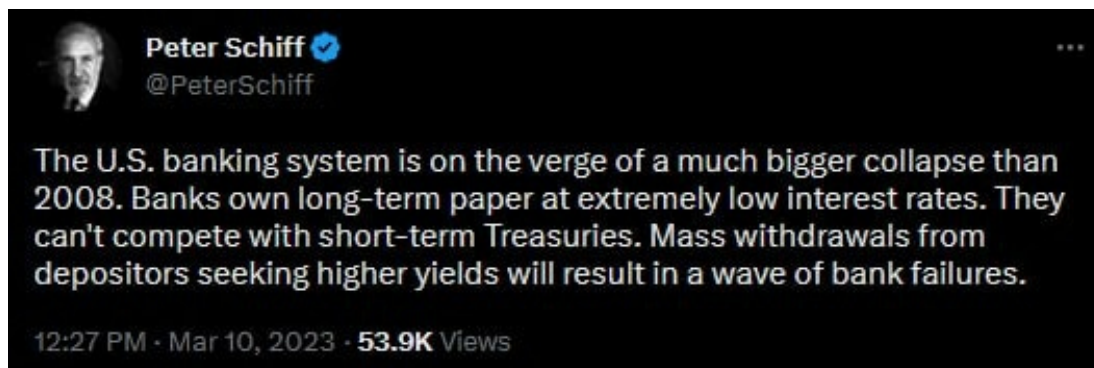 Peter Schiff
@PeterSchiff
The U.S. banking system is on the verge of a much bigger collapse than
2008. Banks own long-term paper at extremely low interest rates. They
can't compete with short-term Treasuries. Mass withdrawals from
depositors seeking higher yields will result in a wave of bank failures.
12:27 PM · Mar 10, 2023 · 53.9K Views